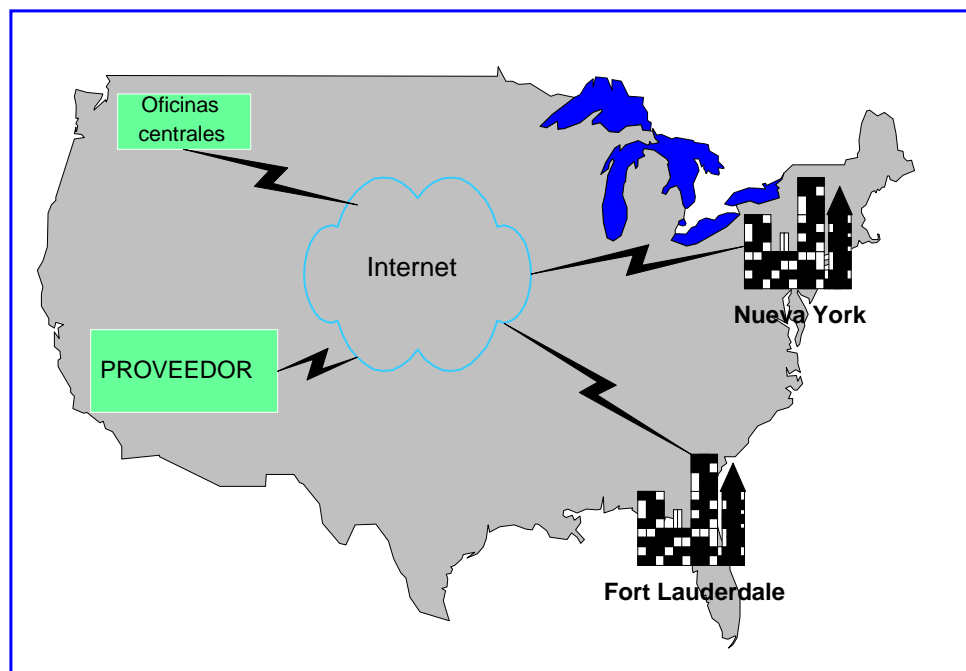 Oficinas
centrales
Internet
Nueva York
PROVEEDOR
Fort Lauderdale